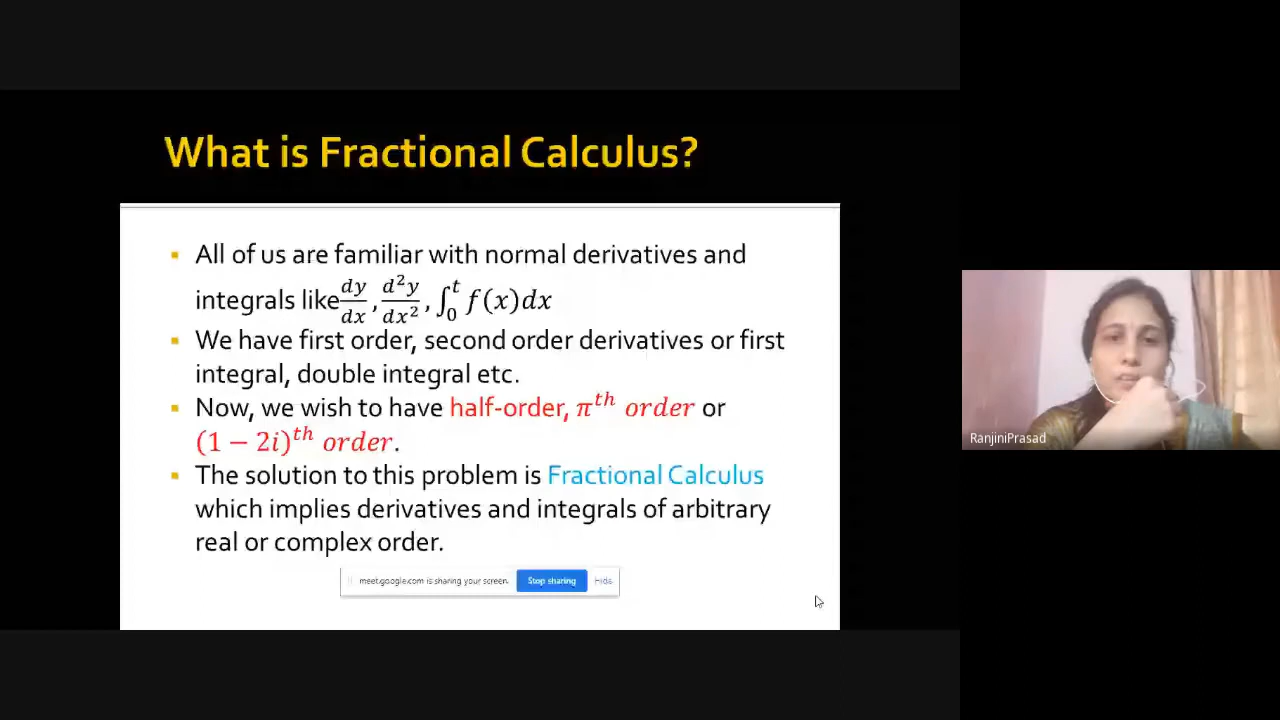 What is Fractional Calculus?
▪ All of us are familiar with normal derivatives and
integrals like dy/dx, d²y/dx², ∫₀ᵗ f(x)dx
▪ We have first order, second order derivatives or first
integral, double integral etc.
▪ Now, we wish to have half-order, πᵗʰ order or
(1 − 2i)ᵗʰ order.
▪ The solution to this problem is Fractional Calculus
which implies derivatives and integrals of arbitrary
real or complex order.
meet.google.com is sharing your screen. Stop sharing Hide
RanjiniPrasad